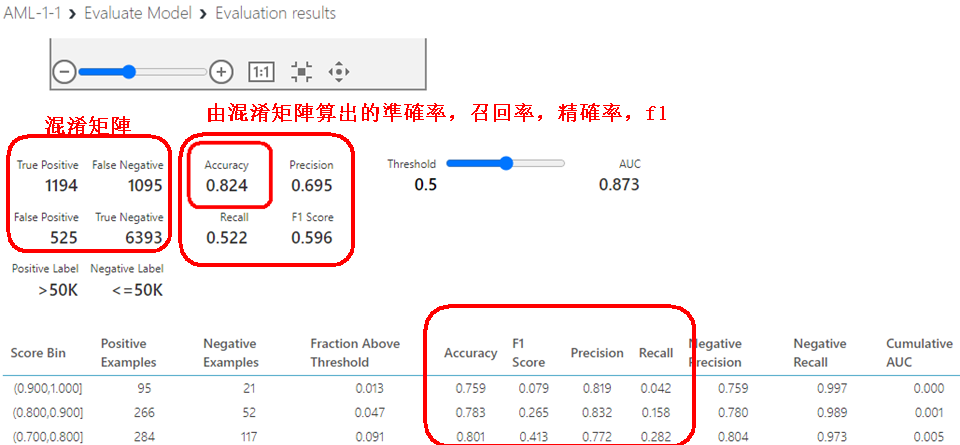 AML-1-1 › Evaluate Model › Evaluation results
1:1
混淆矩陣
由混淆矩陣算出的準確率，召回率，精確率，f1
True Positive False Negative Accuracy Precision Threshold AUC
1194 1095 0.824 0.695 0.5 0.873
False Positive True Negative Recall F1 Score
525 6393 0.522 0.596
Positive Label Negative Label
>50K <=50K
Score Bin Positive Examples Negative Examples Fraction Above Threshold Accuracy F1 Score Precision Recall Negative Precision Negative Recall Cumulative AUC
(0.900,1.000] 95 21 0.013 0.759 0.079 0.819 0.042 0.759 0.997 0.000
(0.800,0.900] 266 52 0.047 0.783 0.265 0.832 0.158 0.780 0.989 0.001
(0.700,0.800] 284 117 0.091 0.801 0.413 0.772 0.282 0.804 0.973 0.005